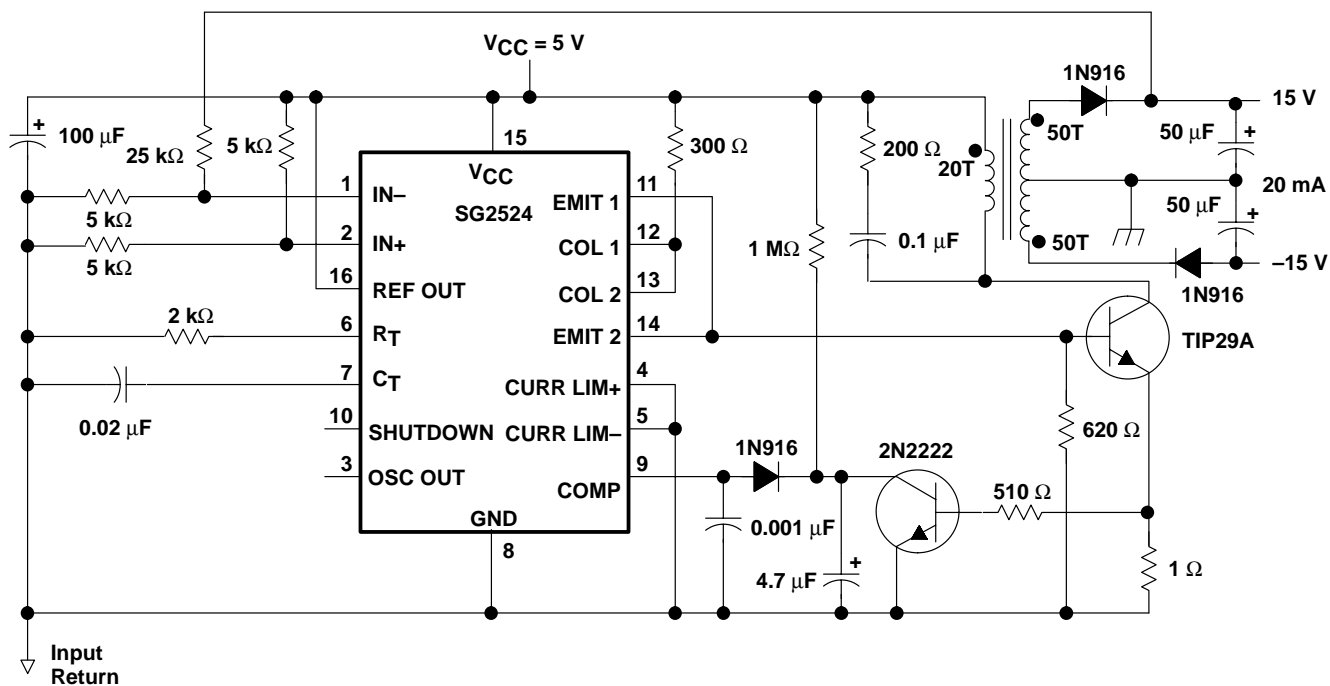 VCC = 5 V
1N916
15 V
100 μF
25 kΩ
5 kΩ
15
VCC
SG2524
300 Ω
200 Ω
20T
50T
50 μF
20 mA
50 μF
50T
–15 V
1N916
1
IN–
EMIT 1
11
5 kΩ
2
IN+
COL 1
12
5 kΩ
0.1 μF
1 MΩ
16
REF OUT
COL 2
13
2 kΩ
6
RT
EMIT 2
14
TIP29A
7
CT
CURR LIM+
4
0.02 μF
10
SHUTDOWN
CURR LIM–
5
620 Ω
3
OSC OUT
COMP
9
1N916
2N2222
510 Ω
GND
8
0.001 μF
4.7 μF
1 Ω
+
+
+
+
Input
Return